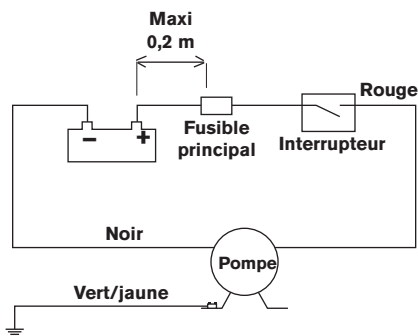 Maxi
0,2 m
Rouge
– +
Fusible
principal
Interrupteur
Noir
Pompe
Vert/jaune